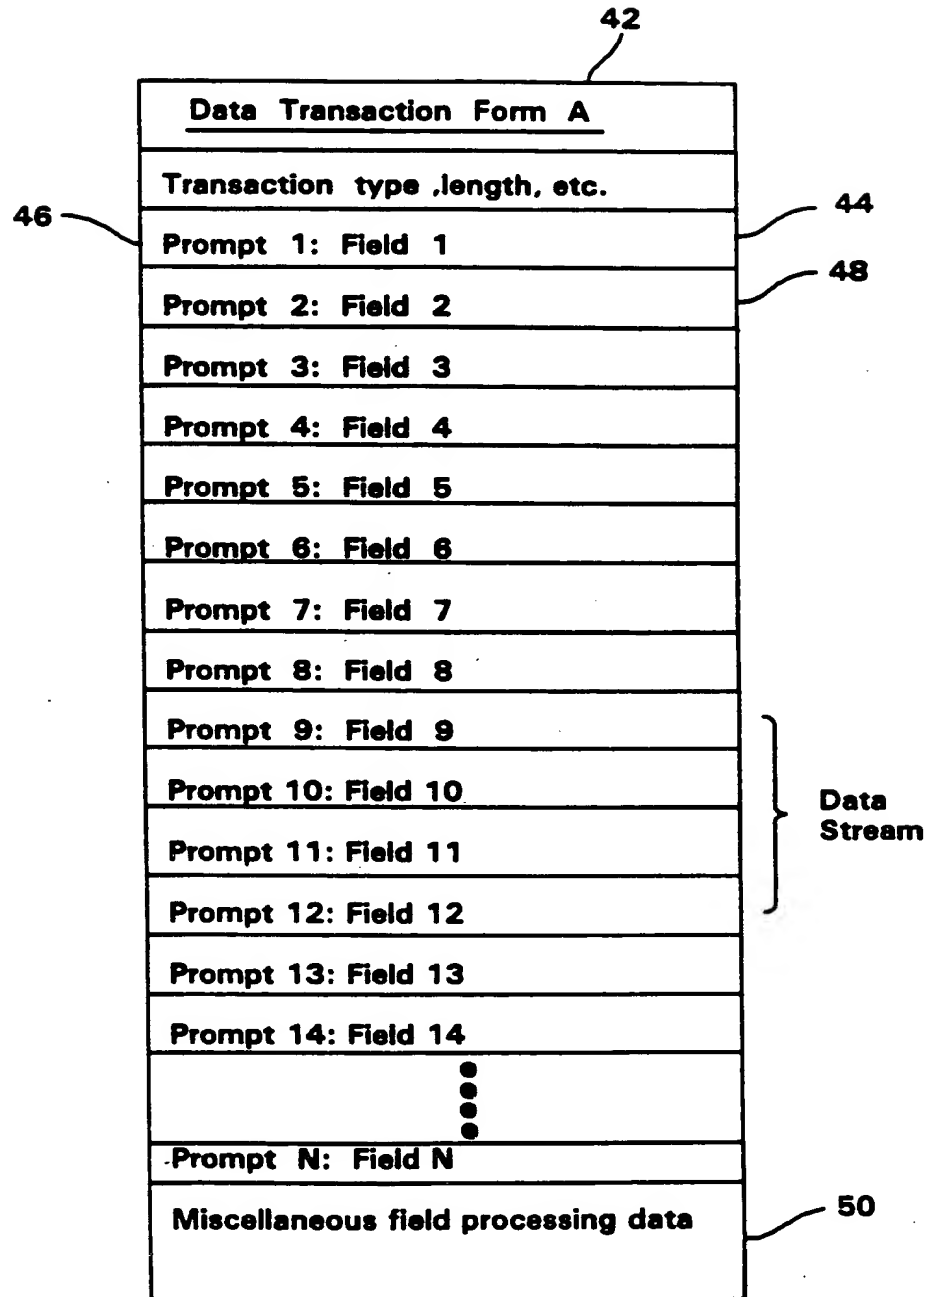 42
Data Transaction Form A
Transaction type ,length, etc.
46
44
Prompt 1: Field 1
48
Prompt 2: Field 2
Prompt 3: Field 3
Prompt 4: Field 4
Prompt 5: Field 5
Prompt 6: Field 6
Prompt 7: Field 7
Prompt 8: Field 8
Prompt 9: Field 9
Prompt 10: Field 10
Data
Stream
Prompt 11: Field 11
Prompt 12: Field 12
Prompt 13: Field 13
Prompt 14: Field 14
Prompt N: Field N
Miscellaneous field processing data
50